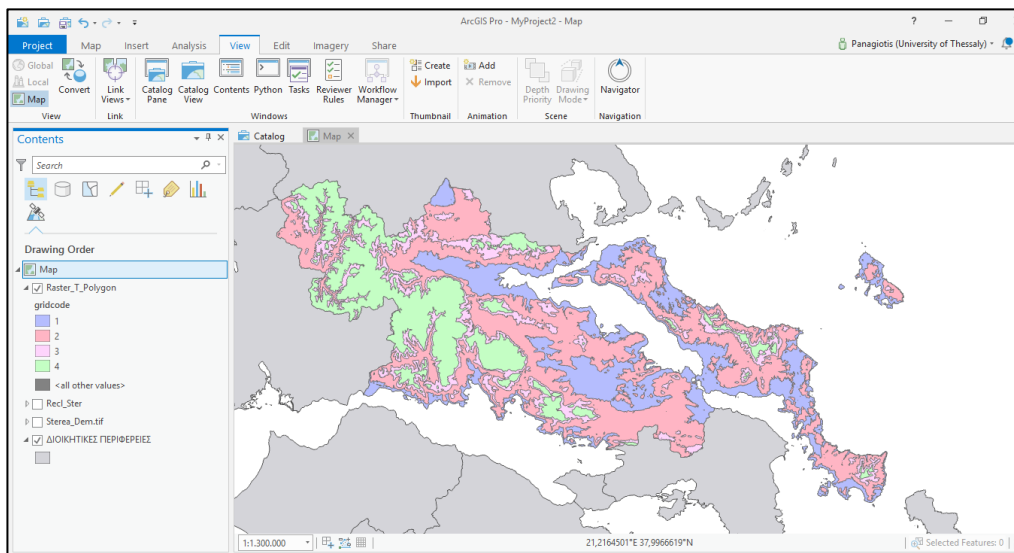 ArcGIS Pro - MyProject2 - Map
?
Project Map Insert Analysis View Edit Imagery Share
Panagiotis (University of Thessaly)
Global
Local
Map
Convert
Link Views
Catalog Pane
Catalog View
Contents
Python
Tasks
Reviewer Rules
Workflow Manager
Create
Import
Add
Remove
Depth Priority
Drawing Mode
Navigator
View Link Windows Thumbnail Animation Scene Navigation
Contents
Catalog Map
Search
Drawing Order
Map
Raster_T_Polygon
gridcode
1
2
3
4
<all other values>
Recl_Ster
Sterea_Dem.tif
ΔΙΟΙΚΗΤΙΚΕΣ ΠΕΡΙΦΕΡΕΙΕΣ
1:1.300.000
21,2164501°E 37,9966619°N
Selected Features: 0